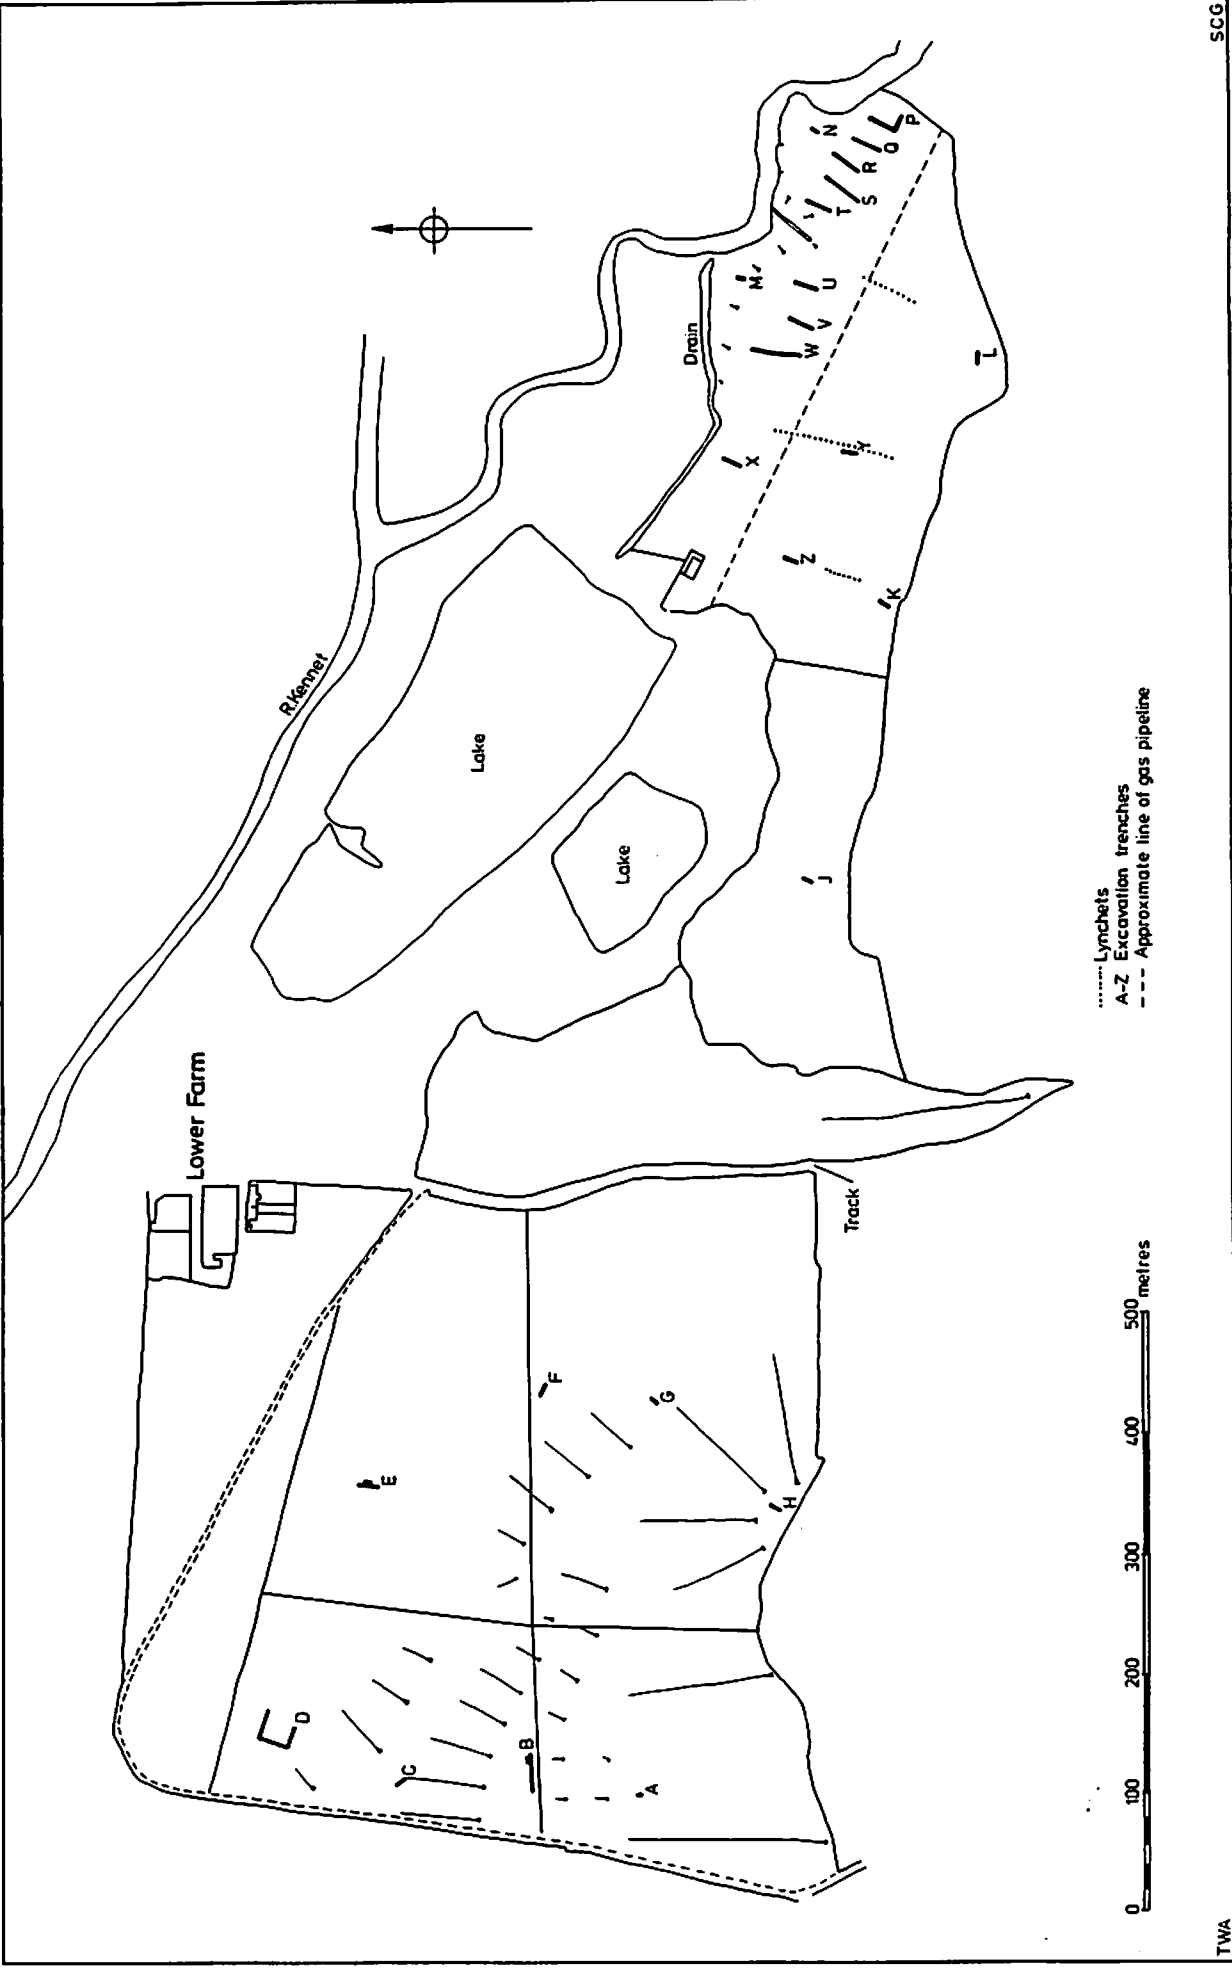 R.Kennet
Lower Farm
Lake
Lake
Drain
Track
A
B
C
D
E
F
G
H
J
K
L
M
N
P
Q
R
S
T
U
V
W
X
Y
Z
........ Lynchets
A-Z Excavation trenches
--- Approximate line of gas pipeline
0 100 200 300 400 500 metres
TWA
SCG